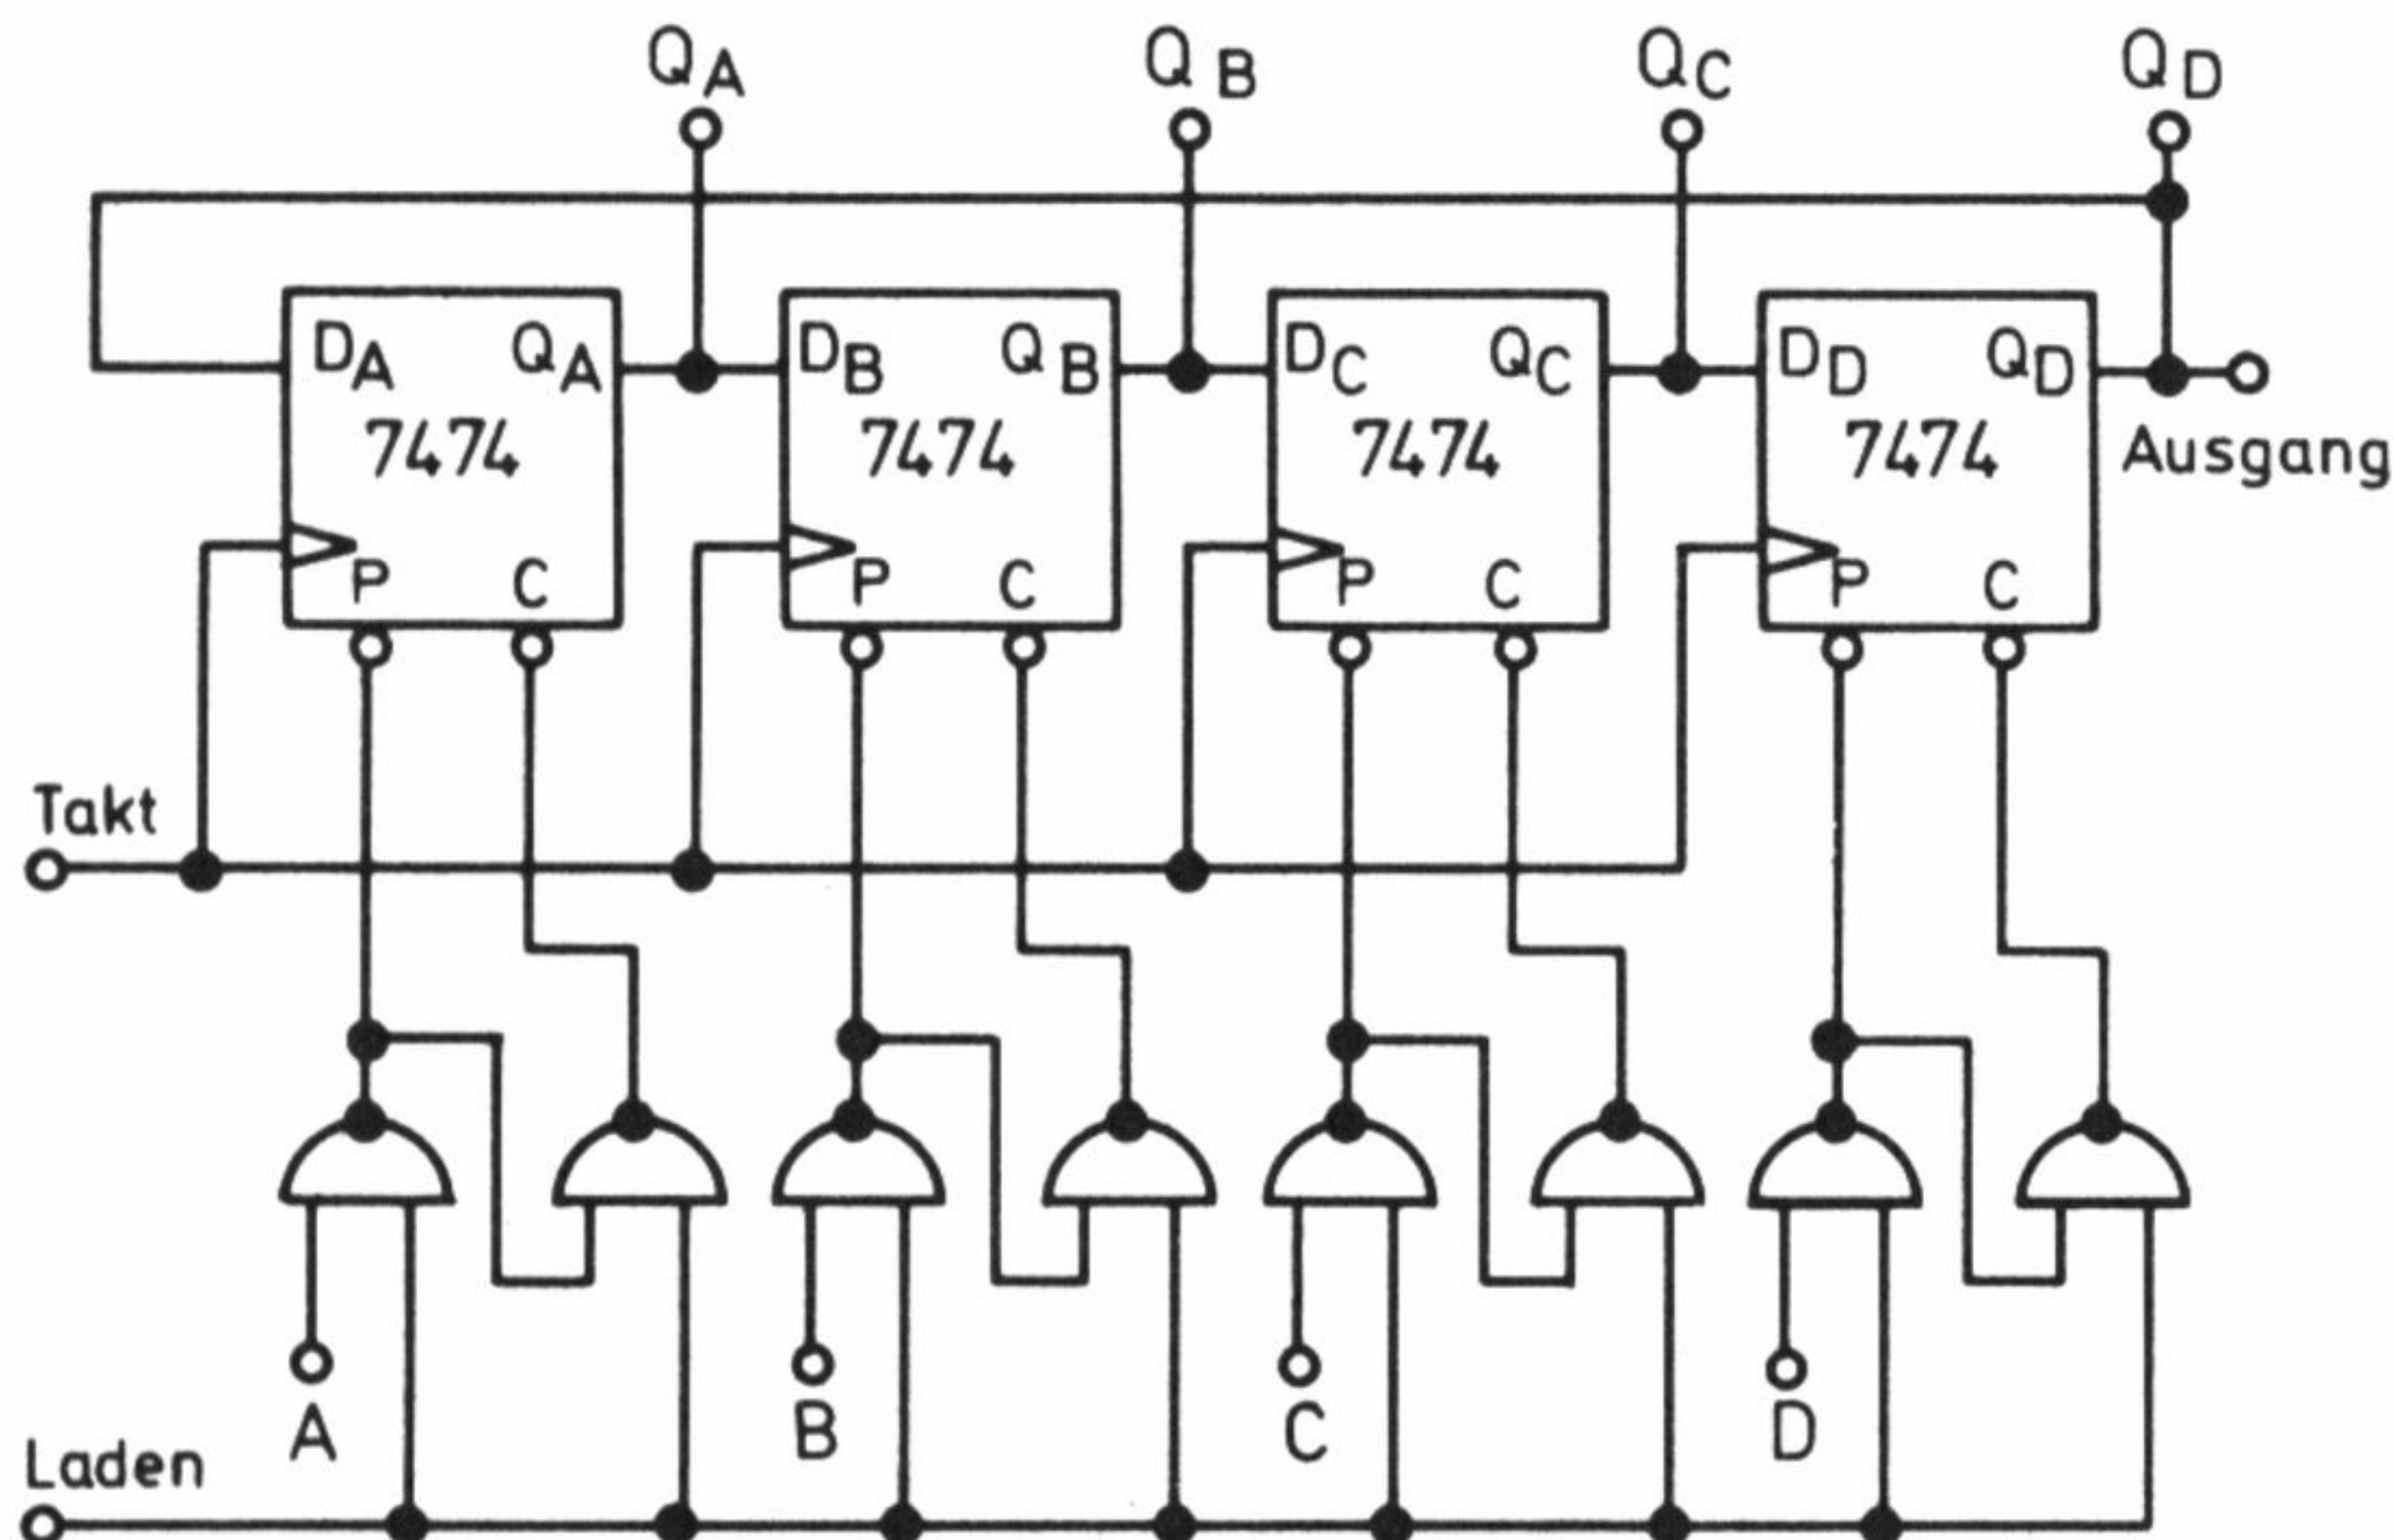 QA QB QC QD
DA QA DB QB DC QC DD QD
7474 7474 7474 7474 Ausgang
P C P C P C P C
Takt
A B C D
Laden